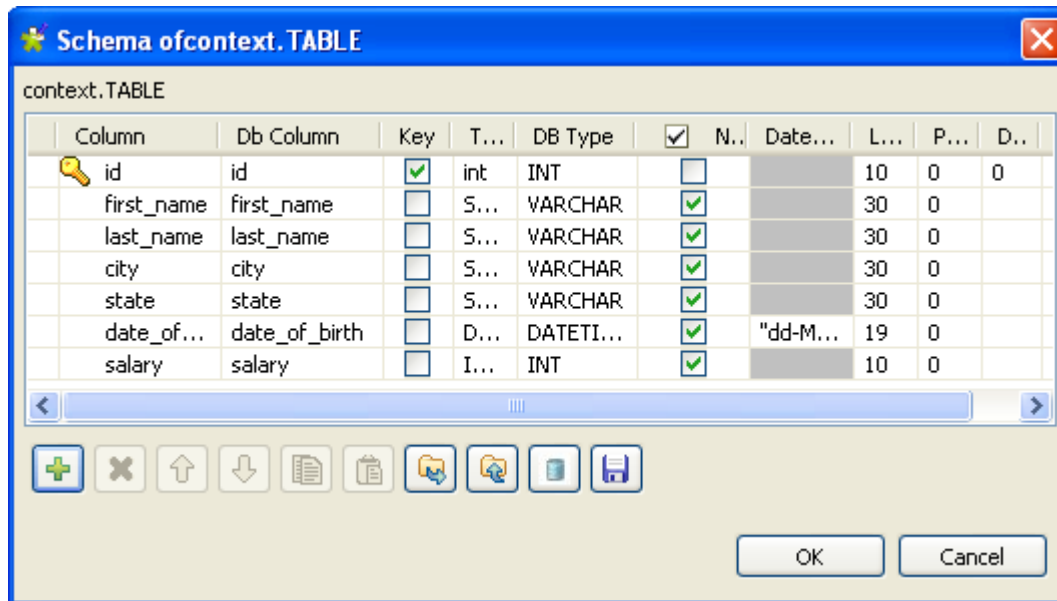 Schema ofcontext.TABLE
context.TABLE
Column Db Column Key T... DB Type N.. Date... L... P... D..
id id int INT 10 0 0
first_name first_name S... VARCHAR 30 0
last_name last_name S... VARCHAR 30 0
city city S... VARCHAR 30 0
state state S... VARCHAR 30 0
date_of... date_of_birth D... DATETI... "dd-M... 19 0
salary salary I... INT 10 0
OK Cancel